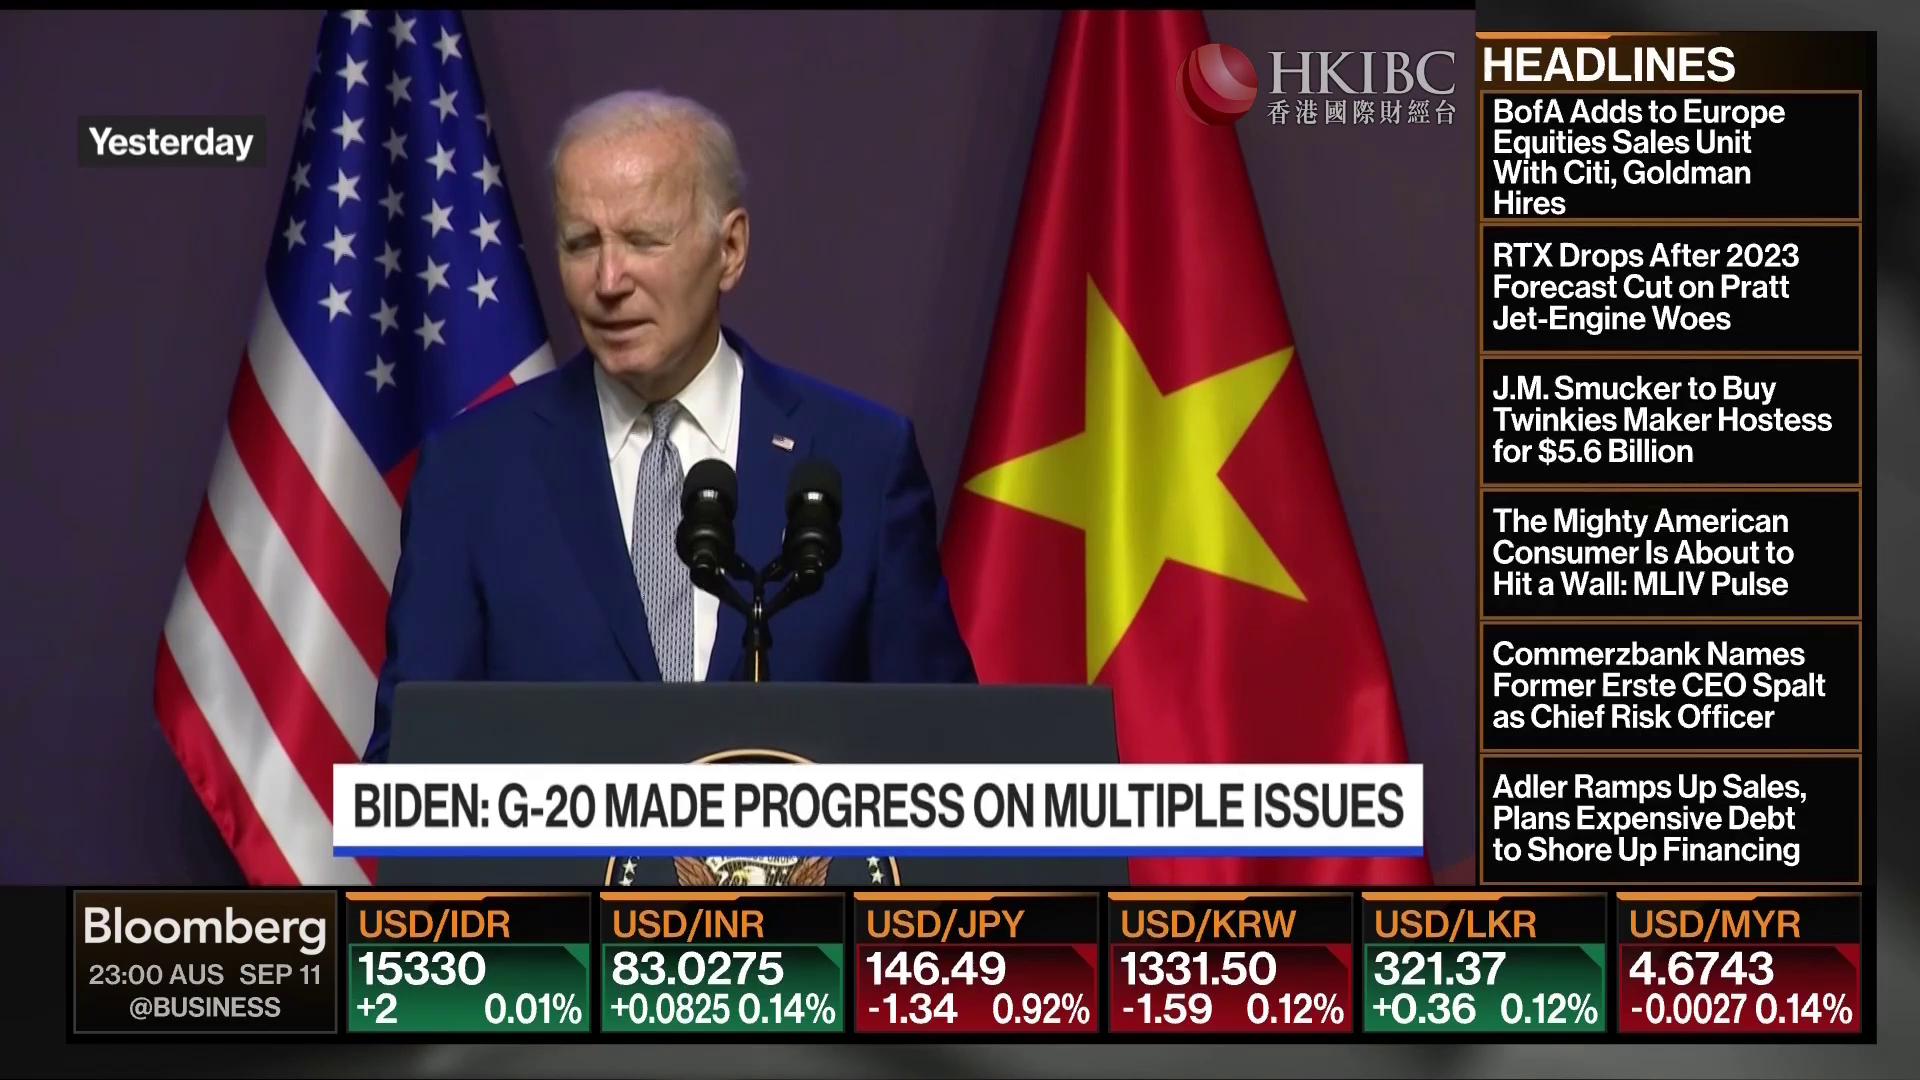 Yesterday
HKIBC
香港國際財經台
HEADLINES
BofA Adds to Europe
Equities Sales Unit
With Citi, Goldman
Hires
RTX Drops After 2023
Forecast Cut on Pratt
Jet-Engine Woes
J.M. Smucker to Buy
Twinkies Maker Hostess
for $5.6 Billion
The Mighty American
Consumer Is About to
Hit a Wall: MLIV Pulse
Commerzbank Names
Former Erste CEO Spalt
as Chief Risk Officer
Adler Ramps Up Sales,
Plans Expensive Debt
to Shore Up Financing
BIDEN: G-20 MADE PROGRESS ON MULTIPLE ISSUES
Bloomberg
23:00 AUS SEP 11
@BUSINESS
USD/IDR
15330
+2 0.01%
USD/INR
83.0275
+0.0825 0.14%
USD/JPY
146.49
-1.34 0.92%
USD/KRW
1331.50
-1.59 0.12%
USD/LKR
321.37
+0.36 0.12%
USD/MYR
4.6743
-0.0027 0.14%